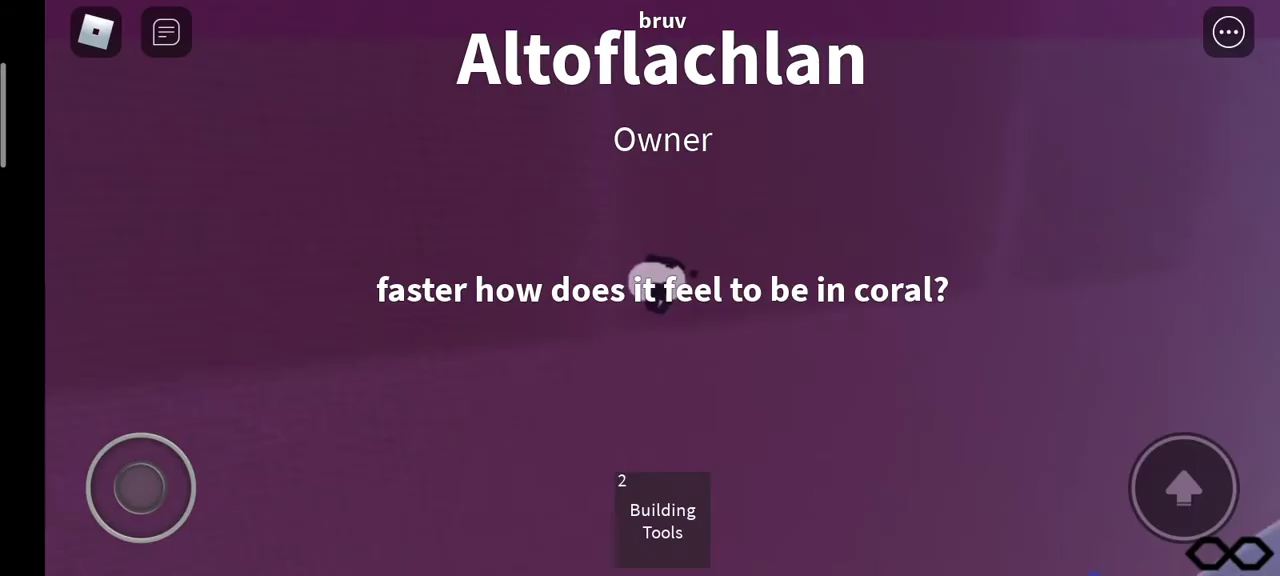 bruv
Altoflachlan
Owner
faster how does it feel to be in coral?
2
Building
Tools